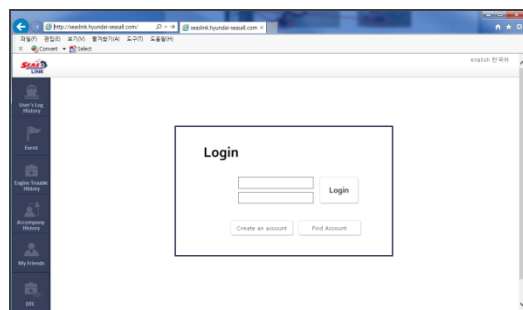 http://seaslink.hyundai-seasall.com/
seaslink.hyundai-seasall.com
파일(F) 편집(E) 보기(V) 즐겨찾기(A) 도구(T) 도움말(H)
x Convert Select
SEAS
LINK
english 한국어
User's Log
History
Event
Engine Trouble
History
Accompany
History
My Friends
DTC
Login
Login
Create an account
Find Account